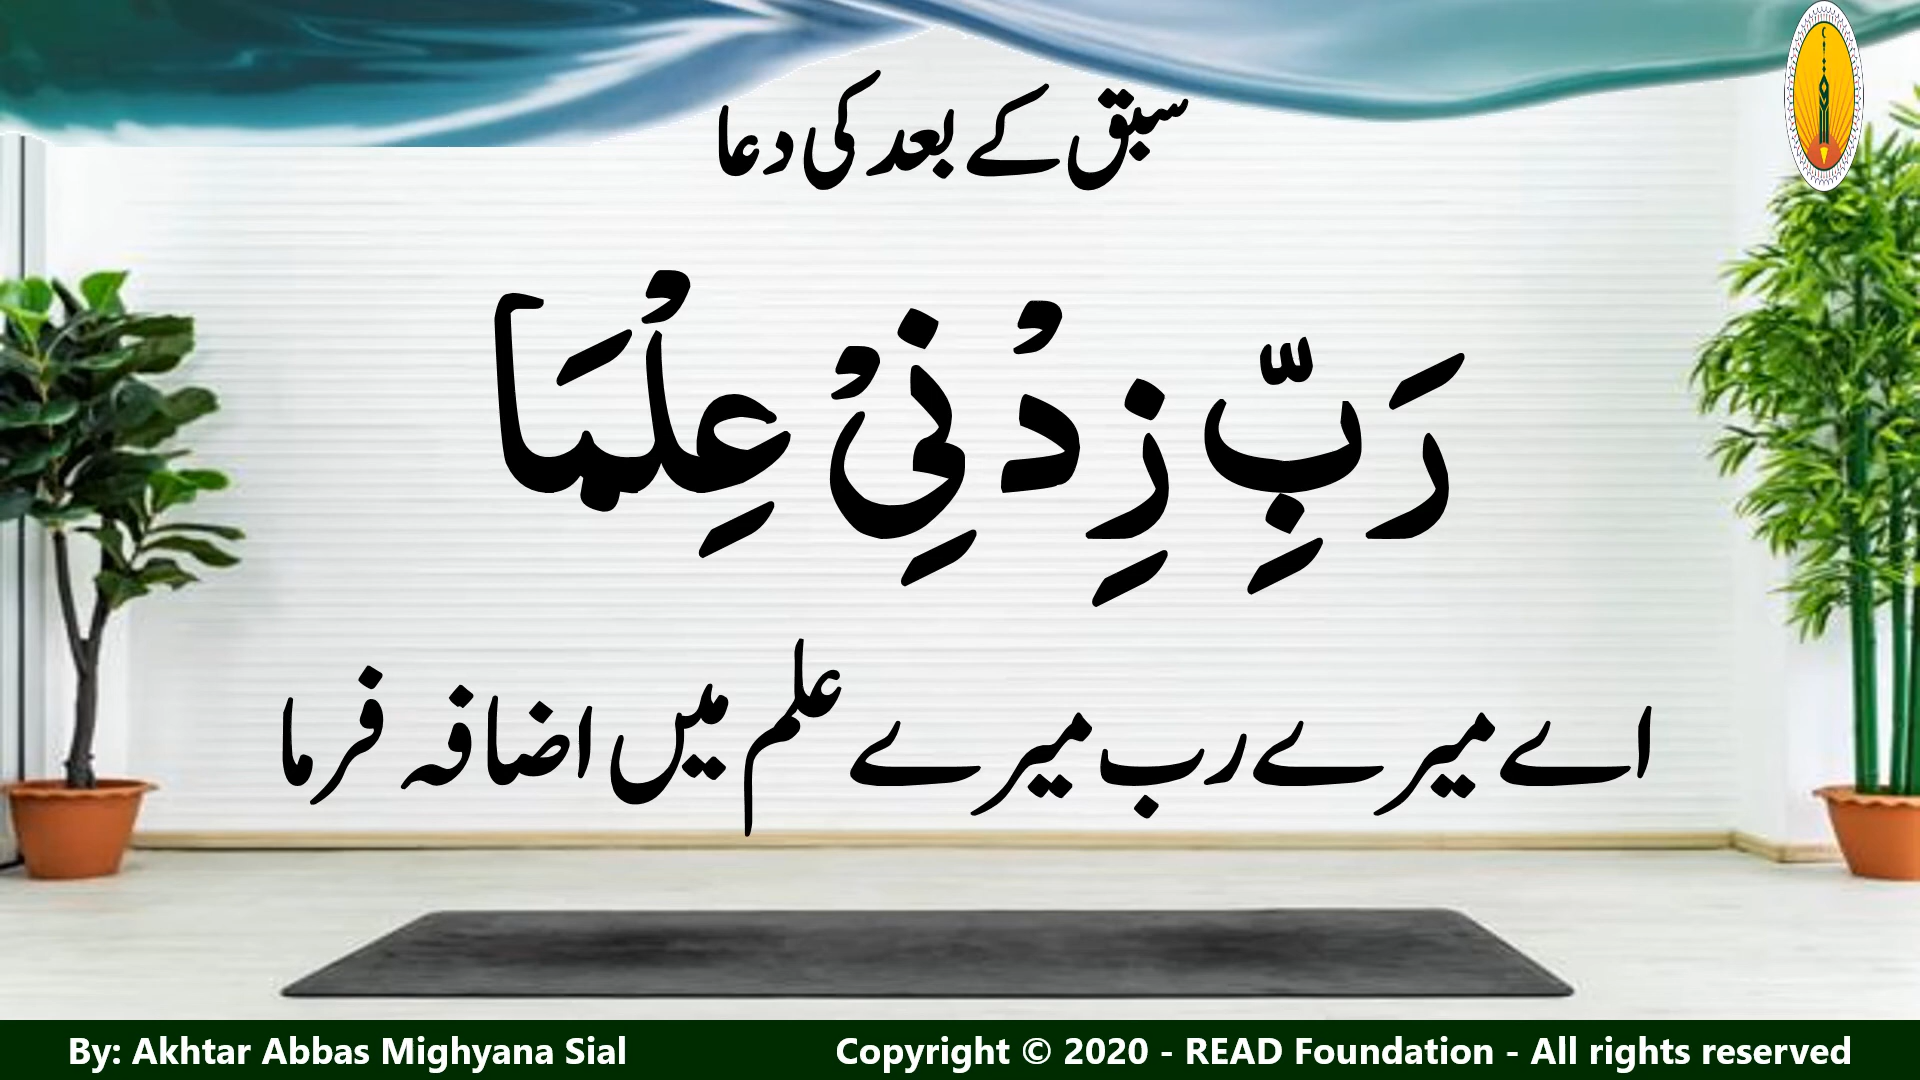 سبق کے بعد کی دعا
رَبِّ زِدْنِیْ عِلْمَا
اے میرے رب میرے علم میں اضافہ فرما
By: Akhtar Abbas Mighyana Sial
Copyright © 2020 - READ Foundation - All rights reserved